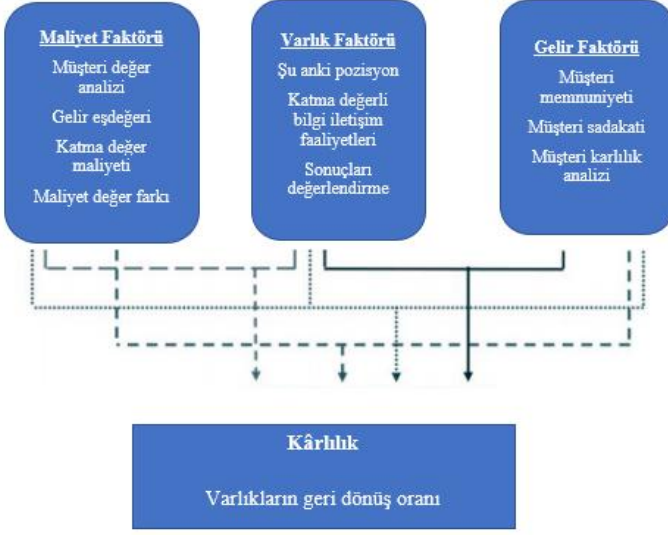 Maliyet Faktörü
Müşteri değer
analizi
Gelir eşdeğeri
Katma değer
maliyeti
Maliyet değer farkı
Varlık Faktörü
Şu anki pozisyon
Katma değerli
bilgi iletişim
faaliyetleri
Sonuçları
değerlendirme
Gelir Faktörü
Müşteri
memnuniyeti
Müşteri sadakati
Müşteri karlılık
analizi
Kârlılık
Varlıkların geri dönüş oranı